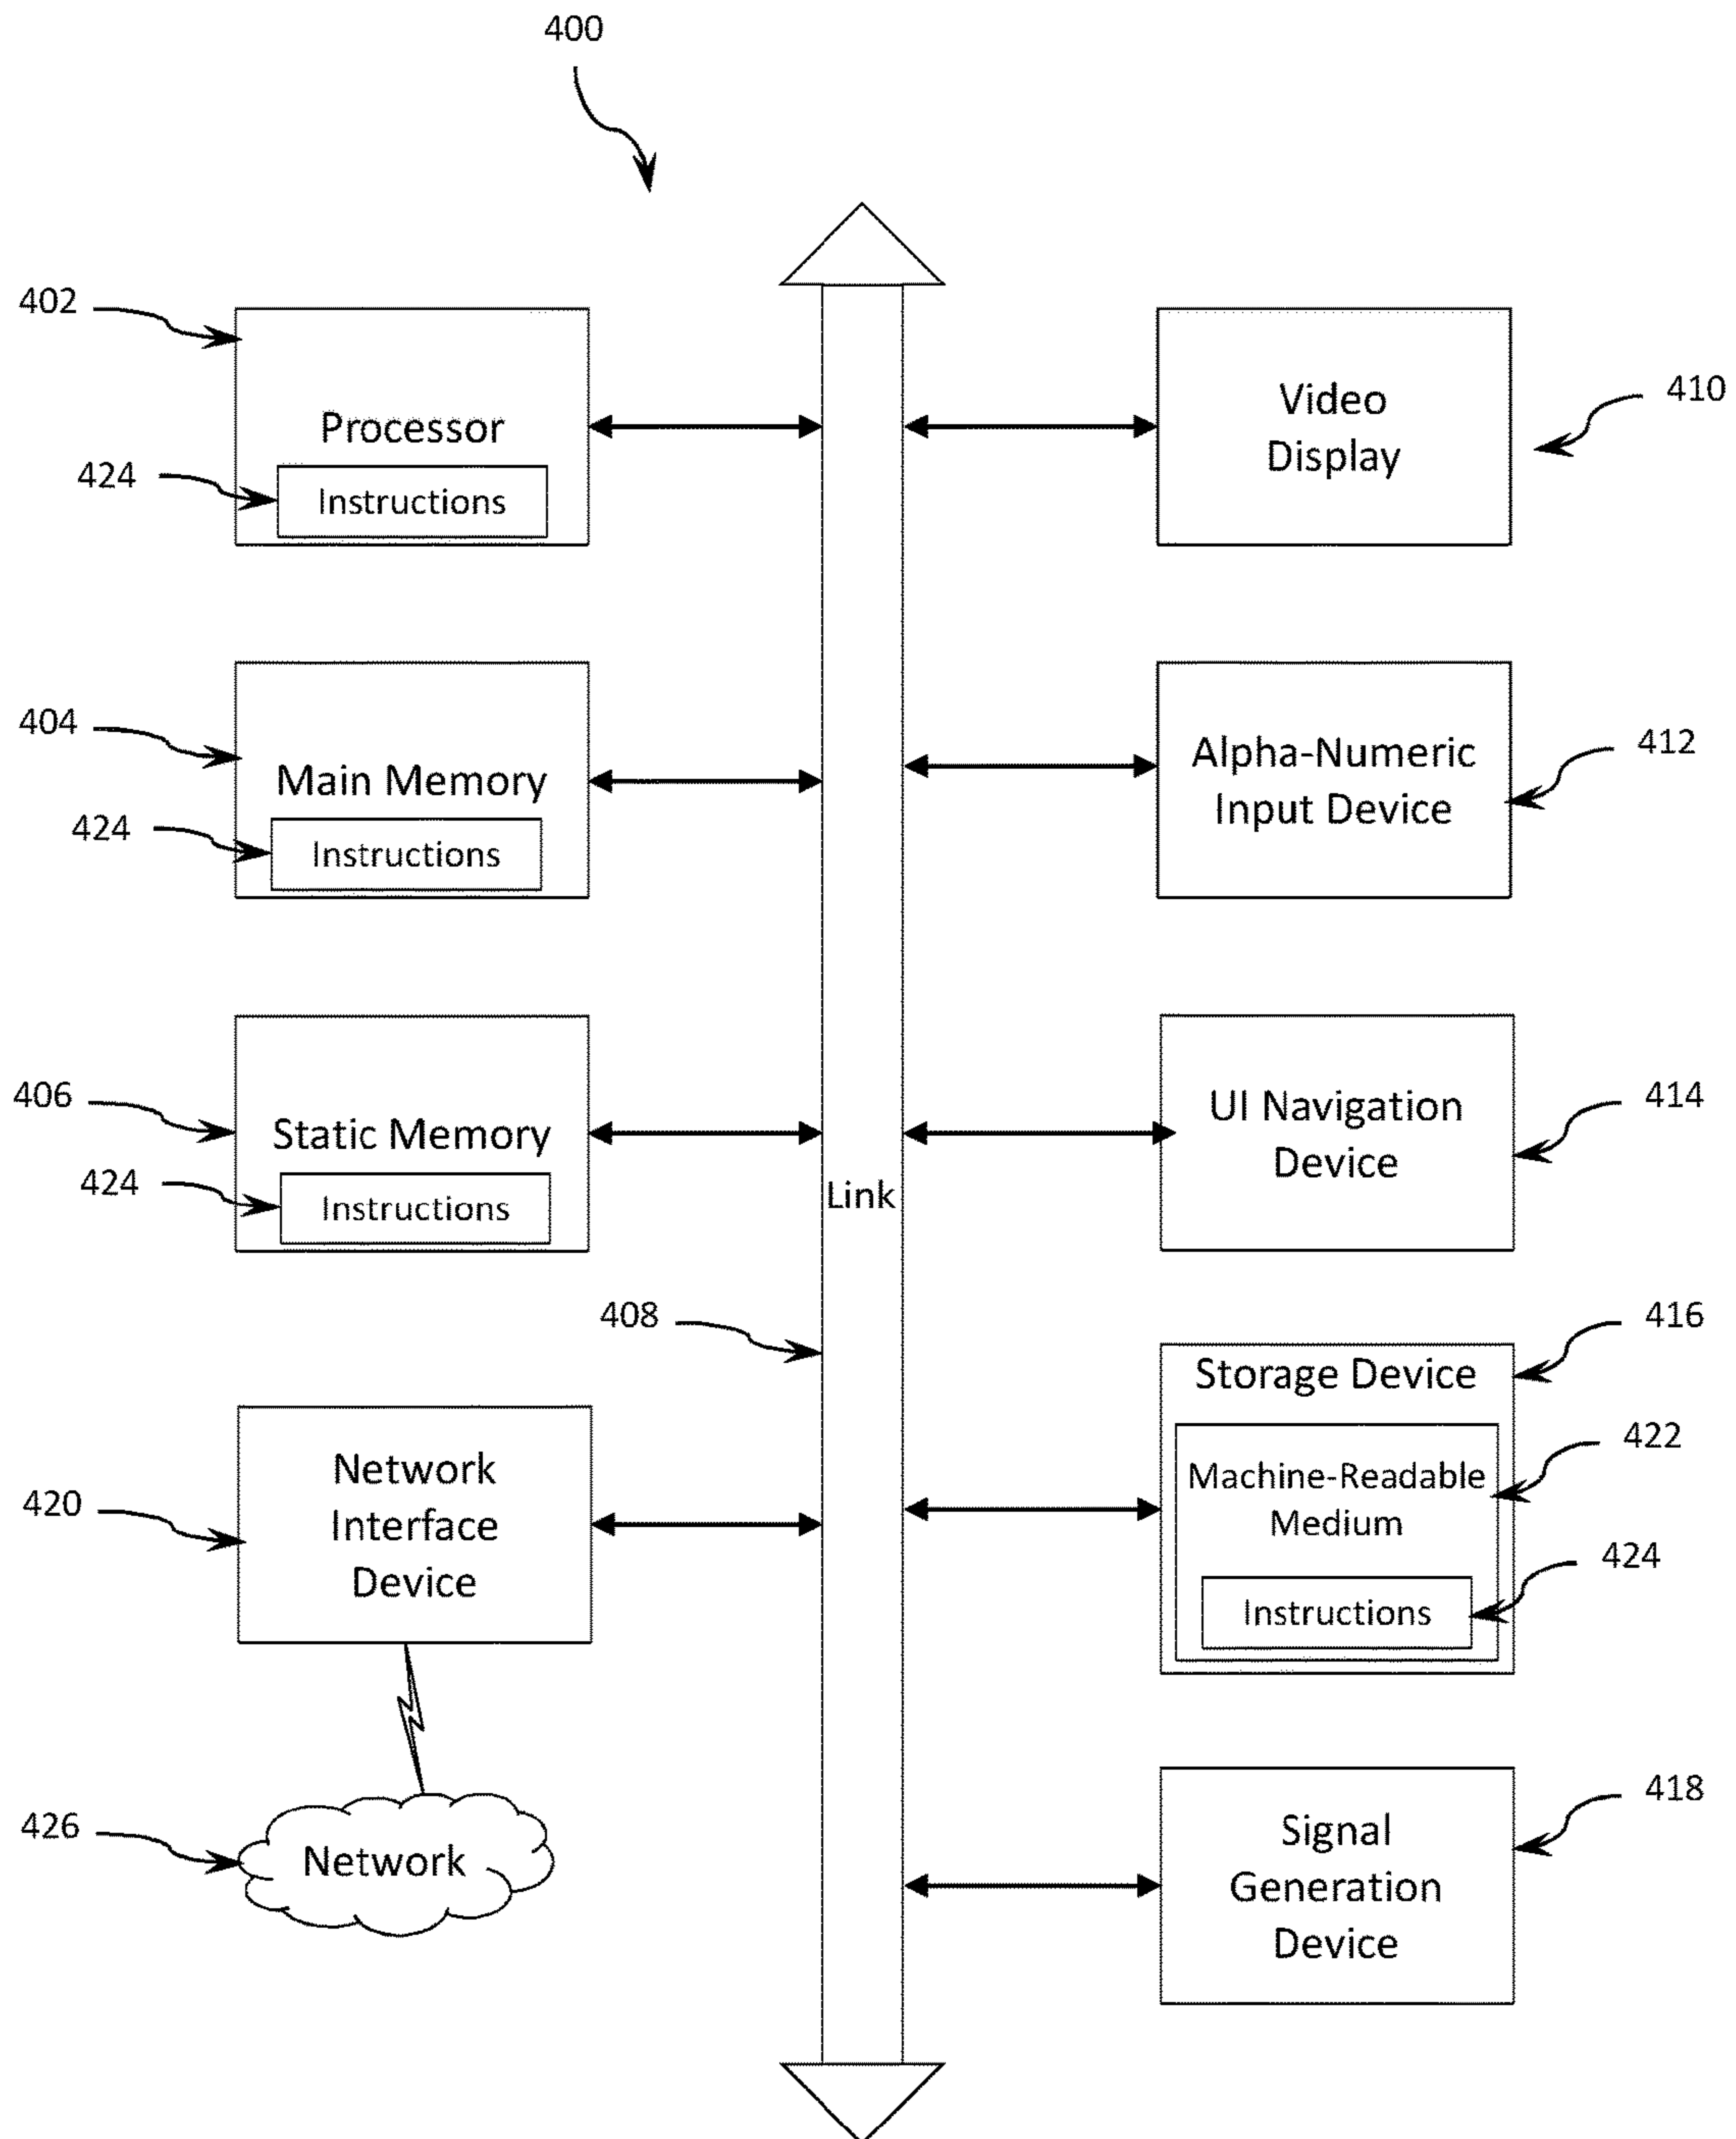 400
402
Processor
424
Instructions
Video
Display
410
404
Main Memory
424
Instructions
Alpha-Numeric
Input Device
412
406
Static Memory
424
Instructions
Link
UI Navigation
Device
414
408
416
Storage Device
422
Machine-Readable
Medium
424
Instructions
420
Network
Interface
Device
426
Network
418
Signal
Generation
Device